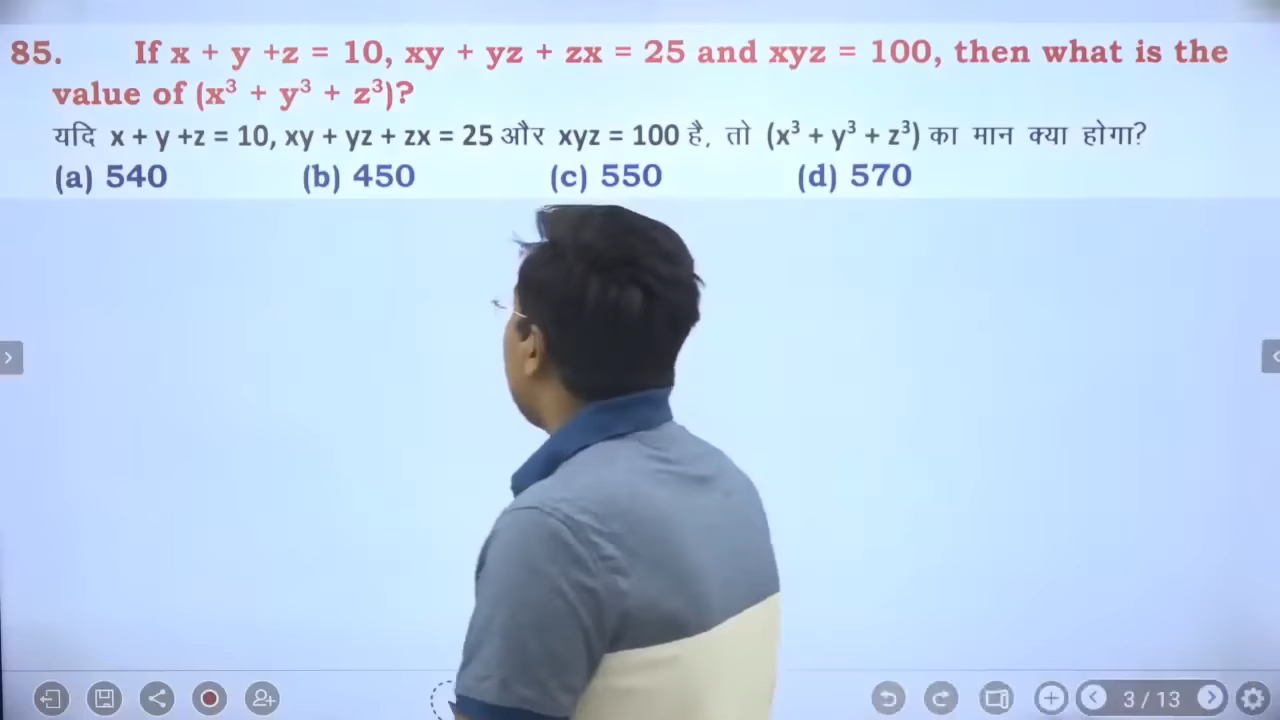 85. If x + y +z = 10, xy + yz + zx = 25 and xyz = 100, then what is the
value of (x³ + y³ + z³)?
यदि x + y +z = 10, xy + yz + zx = 25 और xyz = 100 है, तो (x³ + y³ + z³) का मान क्या होगा?
(a) 540 (b) 450 (c) 550 (d) 570
3 / 13